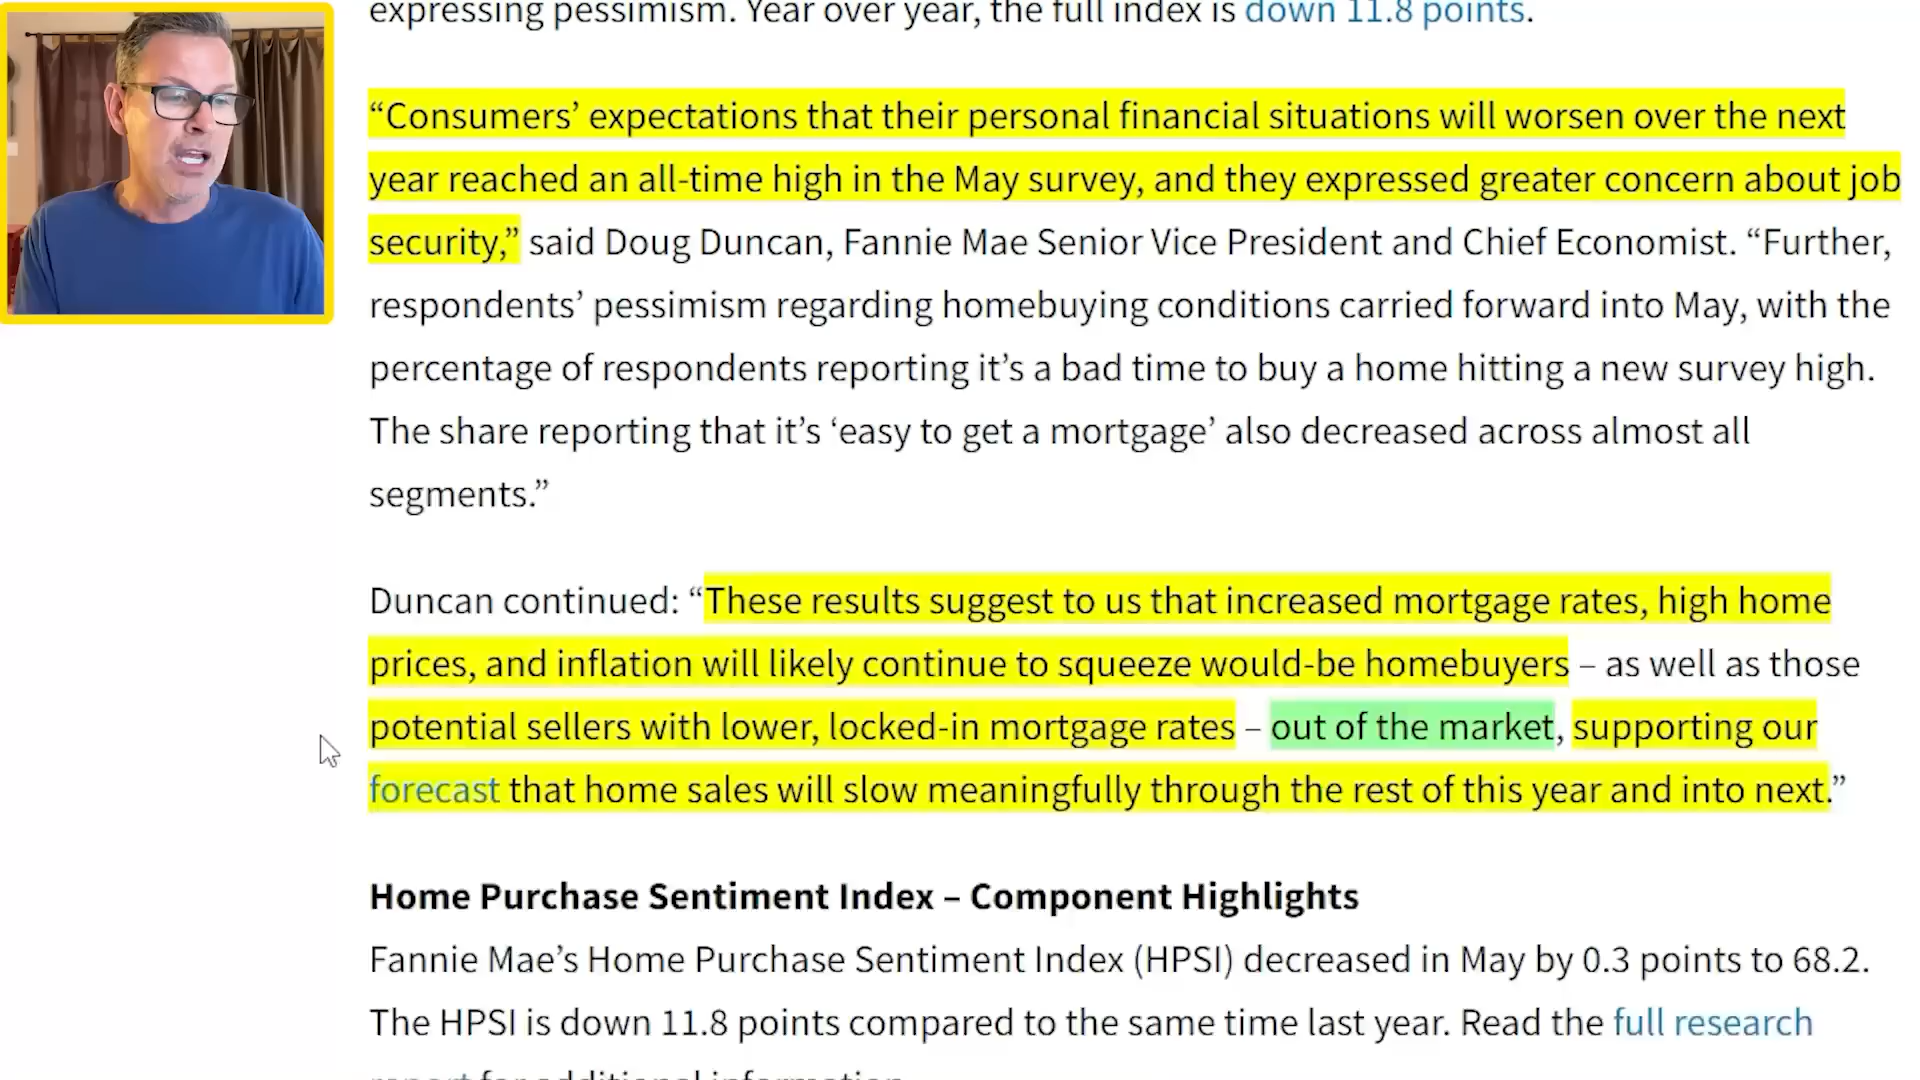 expressing pessimism. Year over year, the full index is down 11.8 points.
“Consumers’ expectations that their personal financial situations will worsen over the next
year reached an all-time high in the May survey, and they expressed greater concern about job
security,” said Doug Duncan, Fannie Mae Senior Vice President and Chief Economist. “Further,
respondents’ pessimism regarding homebuying conditions carried forward into May, with the
percentage of respondents reporting it’s a bad time to buy a home hitting a new survey high.
The share reporting that it’s ‘easy to get a mortgage’ also decreased across almost all
segments.”
Duncan continued: “These results suggest to us that increased mortgage rates, high home
prices, and inflation will likely continue to squeeze would-be homebuyers – as well as those
potential sellers with lower, locked-in mortgage rates – out of the market, supporting our
forecast that home sales will slow meaningfully through the rest of this year and into next.”
Home Purchase Sentiment Index – Component Highlights
Fannie Mae’s Home Purchase Sentiment Index (HPSI) decreased in May by 0.3 points to 68.2.
The HPSI is down 11.8 points compared to the same time last year. Read the full research
report for additional information.